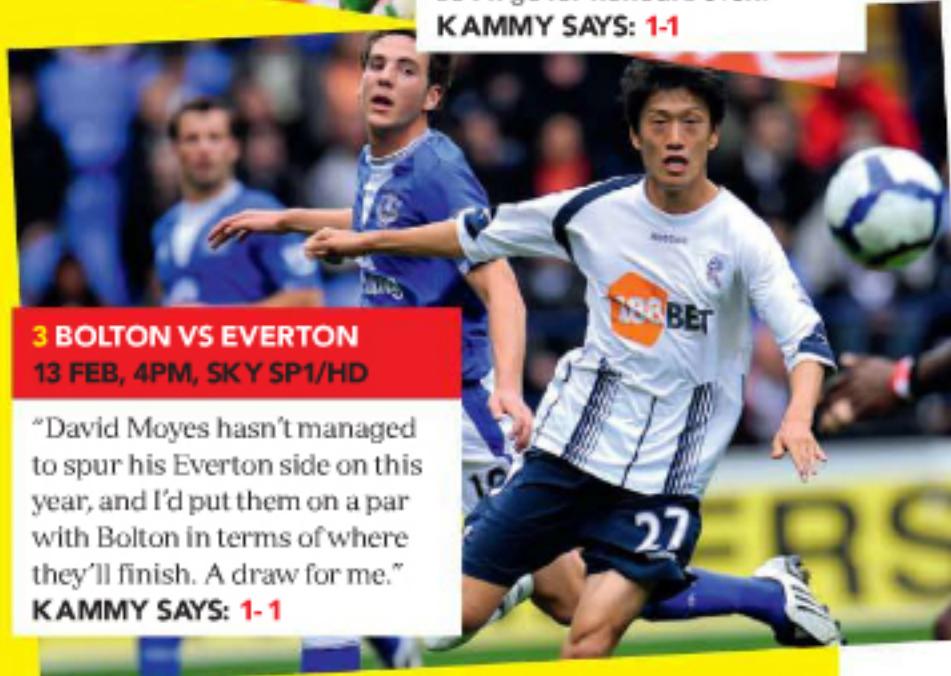 KAMMY SAYS: 1-1
188BET
27
3 BOLTON VS EVERTON
13 FEB, 4PM, SKY SP1/HD
"David Moyes hasn't managed
to spur his Everton side on this
year, and I'd put them on a par
with Bolton in terms of where
they'll finish. A draw for me."
KAMMY SAYS: 1-1
ERS